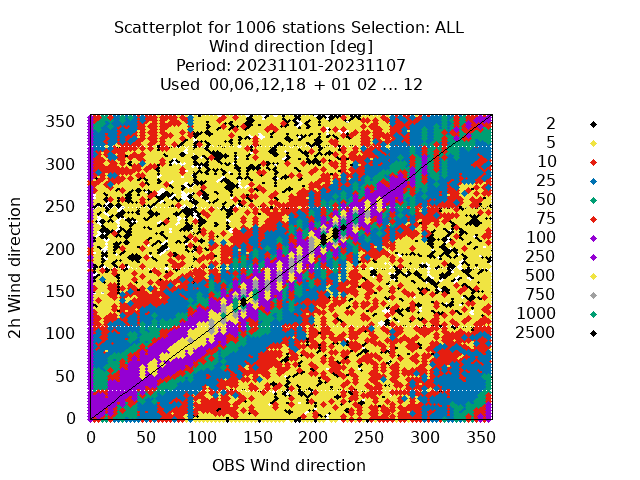 Scatterplot for 1006 stations Selection: ALL
Wind direction [deg]
Period: 20231101-20231107
Used  00,06,12,18  + 01 02 ... 12
2h Wind direction
350
300
250
200
150
100
50
0
0 50 100 150 200 250 300 350
OBS Wind direction
2
5
10
25
50
75
100
250
500
750
1000
2500